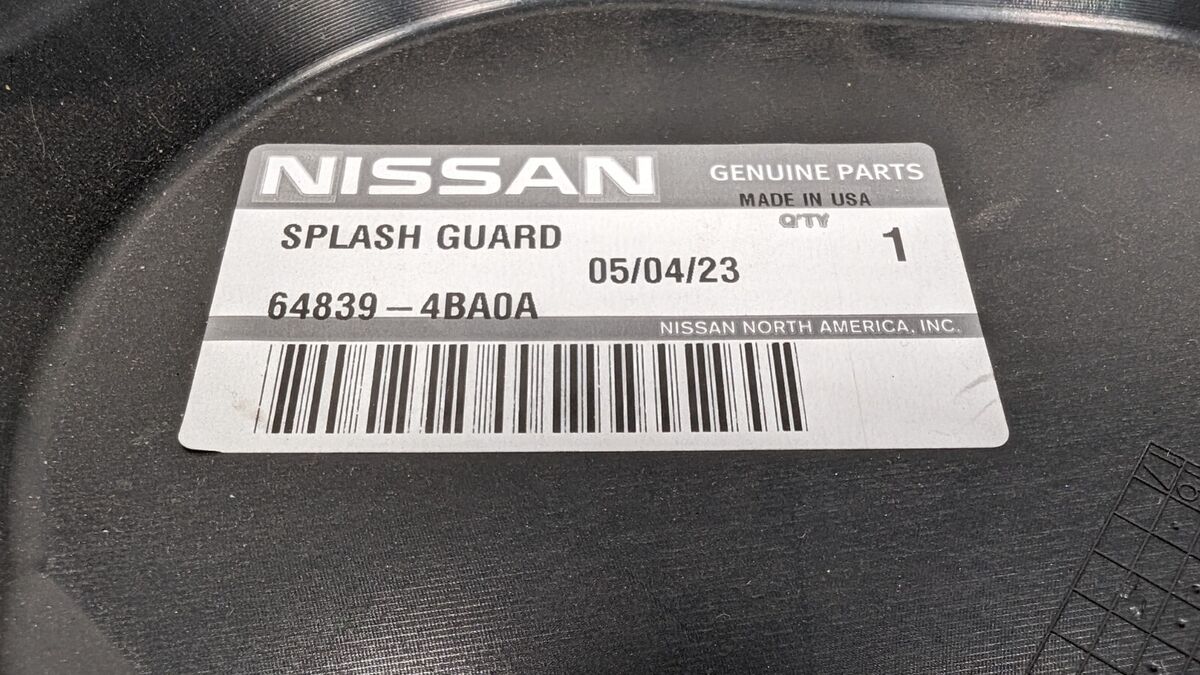 NISSAN
GENUINE PARTS
MADE IN USA
Q'TY
SPLASH GUARD
1
05/04/23
64839-4BA0A
NISSAN NORTH AMERICA, INC.